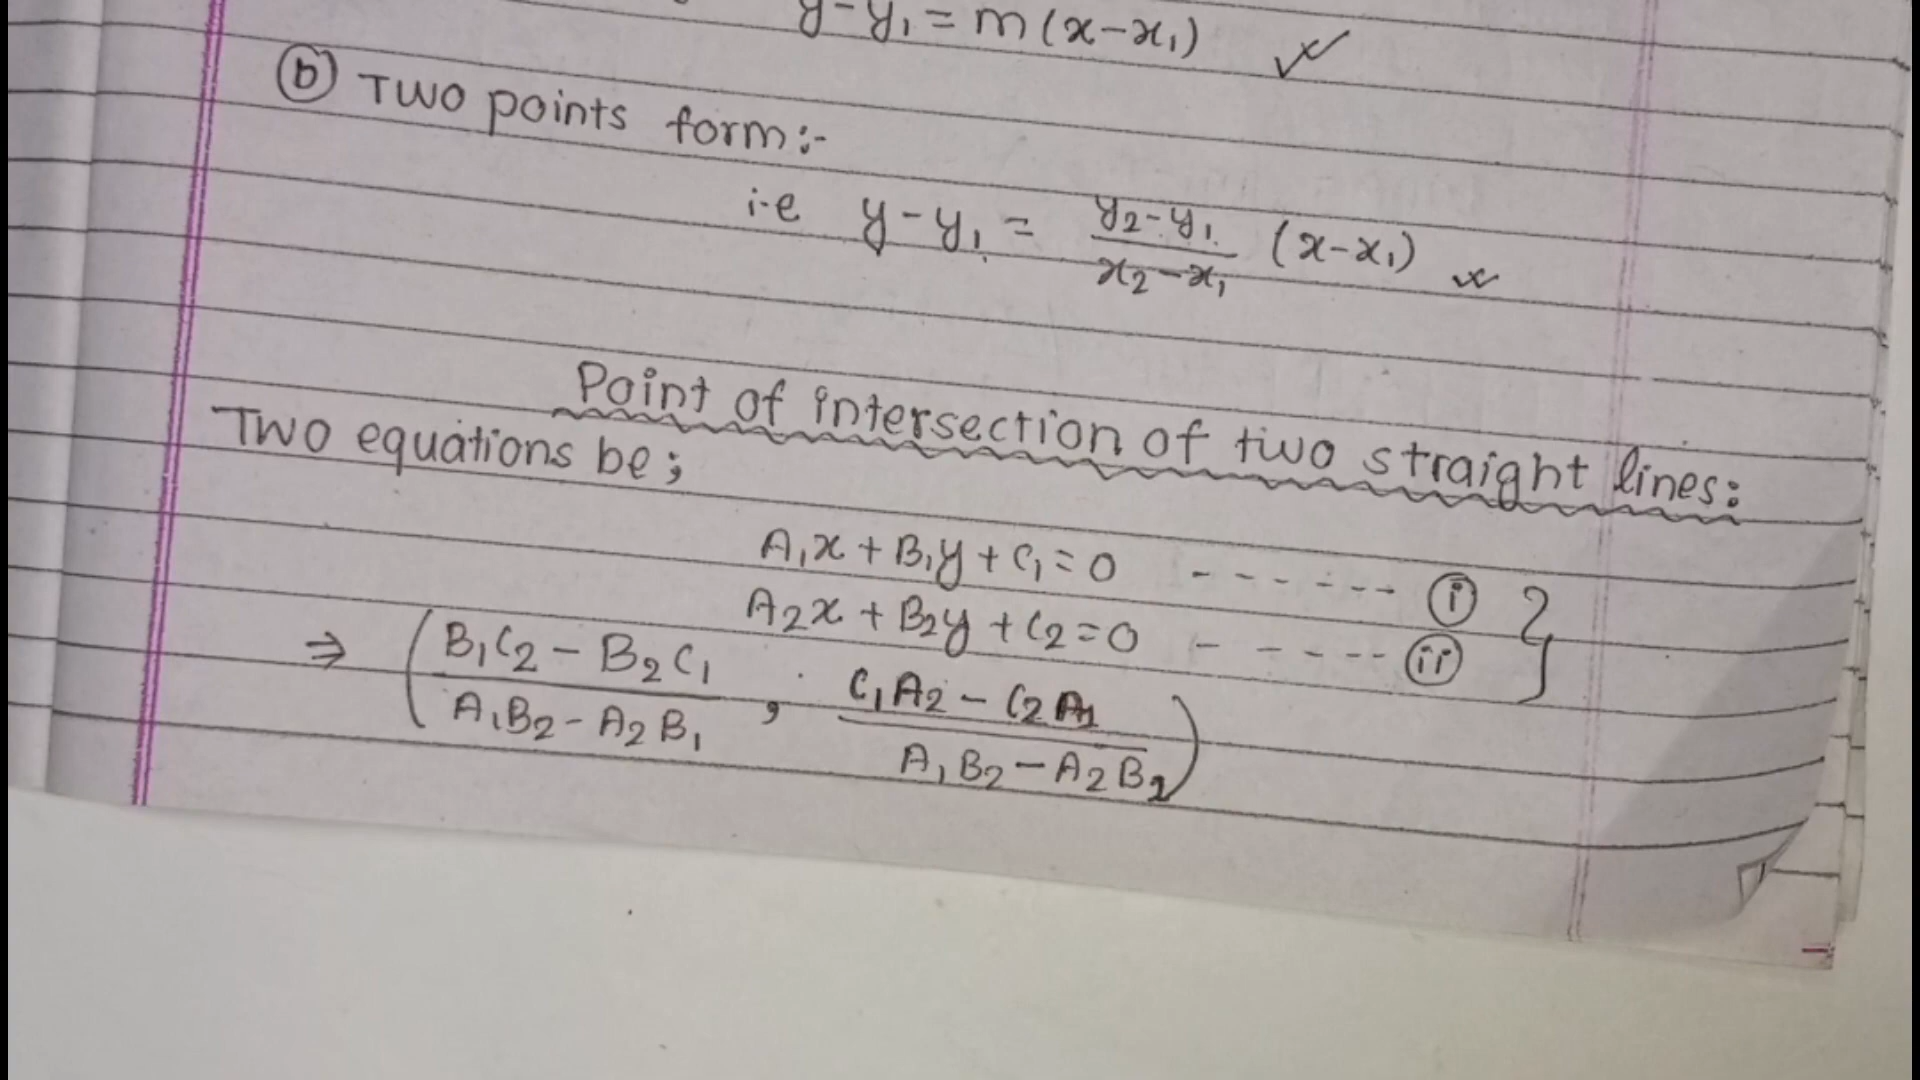 y-y₁ = m(x-x₁)
(b) Two points form:-
i-e y-y₁ = (y₂-y₁)/(x₂-x₁) (x-x₁)
Point of intersection of two straight lines:
Two equations be;
A₁x + B₁y + C₁ = 0 ------- (i)
A₂x + B₂y + C₂ = 0 ------ (ii)
⇒ ((B₁C₂ - B₂C₁)/(A₁B₂ - A₂B₁), (C₁A₂ - C₂A₁)/(A₁B₂ - A₂B₂))